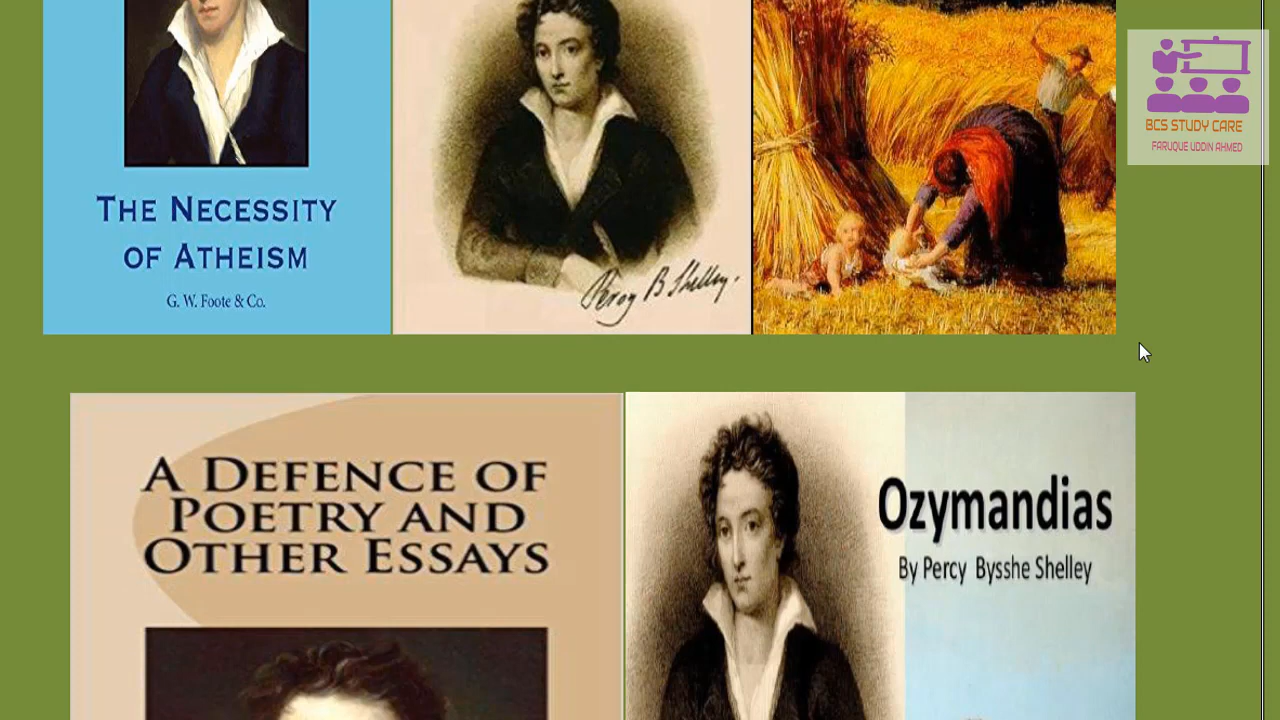 BCS STUDY CARE
FARUQUE UDDIN AHMED
THE NECESSITY
OF ATHEISM
G. W. Foote & Co.
Percy B Shelley.
A DEFENCE OF
POETRY AND
OTHER ESSAYS
Ozymandias
By Percy Bysshe Shelley